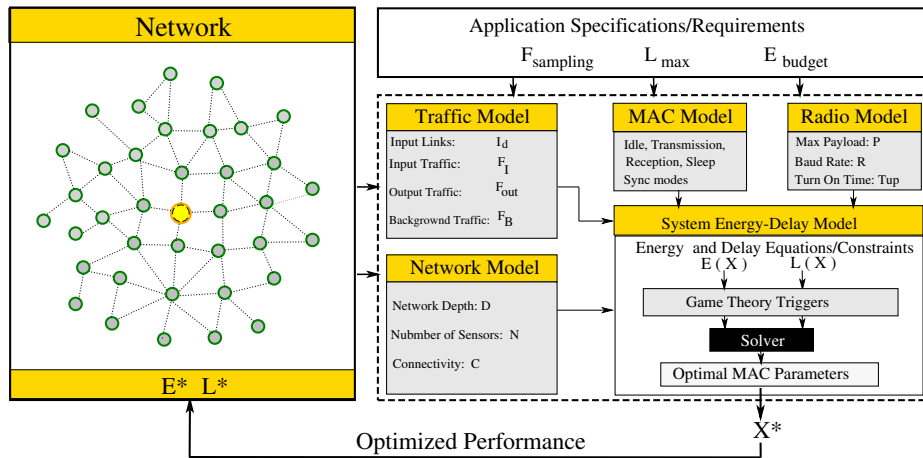 Network
E* L*
Application Specifications/Requirements
F sampling L max E budget
Traffic Model
Input Links: I d
Input Traffic: F I
Output Traffic: F out
Backgrownd Traffic: F B
MAC Model
Idle, Transmission,
Reception, Sleep
Sync modes
Radio Model
Max Payload: P
Baud Rate: R
Turn On Time: Tup
Network Model
Network Depth: D
Nubmber of Sensors: N
Connectivity: C
System Energy-Delay Model
Energy and Delay Equations/Constraints
E ( X ) L ( X )
Game Theory Triggers
Solver
Optimal MAC Parameters
X*
Optimized Performance